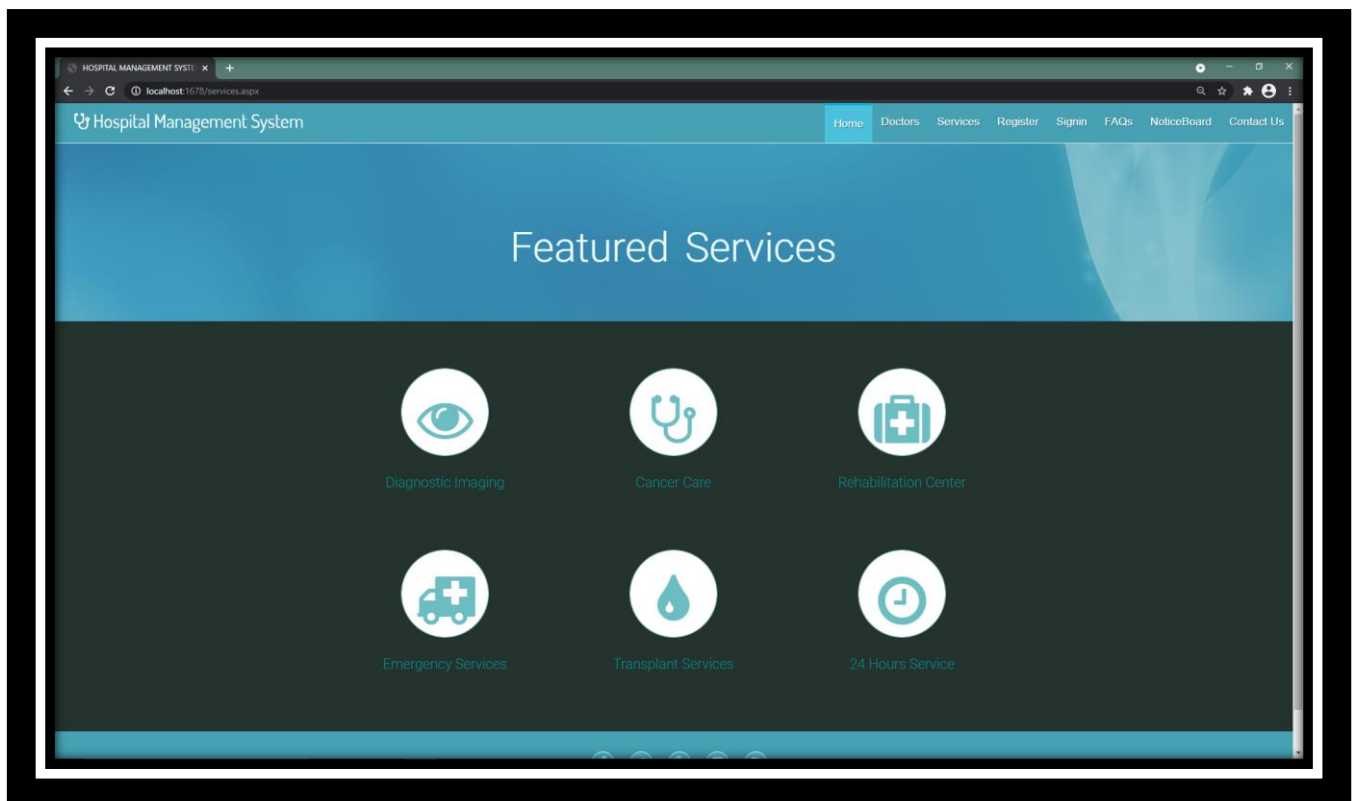 HOSPITAL MANAGEMENT SYSTE
localhost:1678/services.aspx
Hospital Management System
Home Doctors Services Register Signin FAQs NoticeBoard Contact Us
Featured Services
Diagnostic Imaging Cancer Care Rehabilitation Center
Emergency Services Transplant Services 24 Hours Service